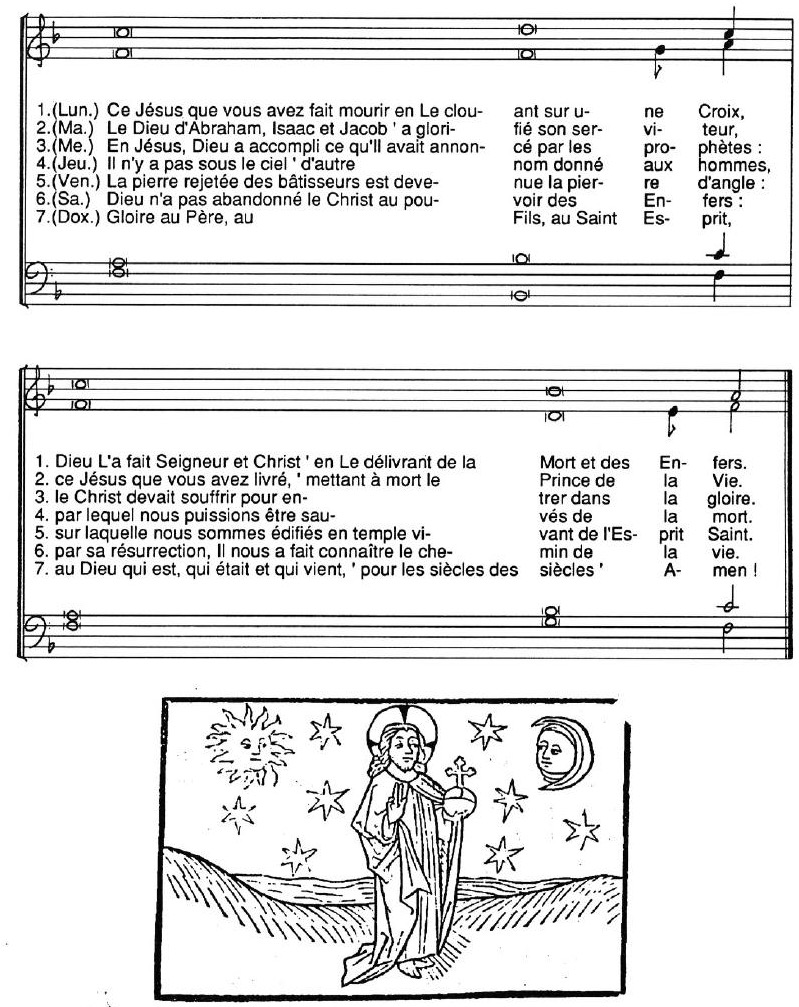 1.(Lun.) Ce Jésus que vous avez fait mourir en Le clou- ant sur u- ne Croix,
2.(Ma.) Le Dieu d'Abraham, Isaac et Jacob ' a glori- fié son ser- vi- teur,
3.(Me.) En Jésus, Dieu a accompli ce qu'Il avait annon- cé par les pro- phètes :
4.(Jeu.) Il n'y a pas sous le ciel ' d'autre nom donné aux hommes,
5.(Ven.) La pierre rejetée des bâtisseurs est deve- nue la pier- re d'angle :
6.(Sa.) Dieu n'a pas abandonné le Christ au pou- voir des En- fers :
7.(Dox.) Gloire au Père, au Fils, au Saint Es- prit,
1. Dieu L'a fait Seigneur et Christ ' en Le délivrant de la Mort et des En- fers.
2. ce Jésus que vous avez livré, ' mettant à mort le Prince de la Vie.
3. le Christ devait souffrir pour en- trer dans la gloire.
4. par lequel nous puissions être sau- vés de la mort.
5. sur laquelle nous sommes édifiés en temple vi- vant de l'Es- prit Saint.
6. par sa résurrection, Il nous a fait connaître le che- min de la vie.
7. au Dieu qui est, qui était et qui vient, ' pour les siècles des siècles ' A- men !